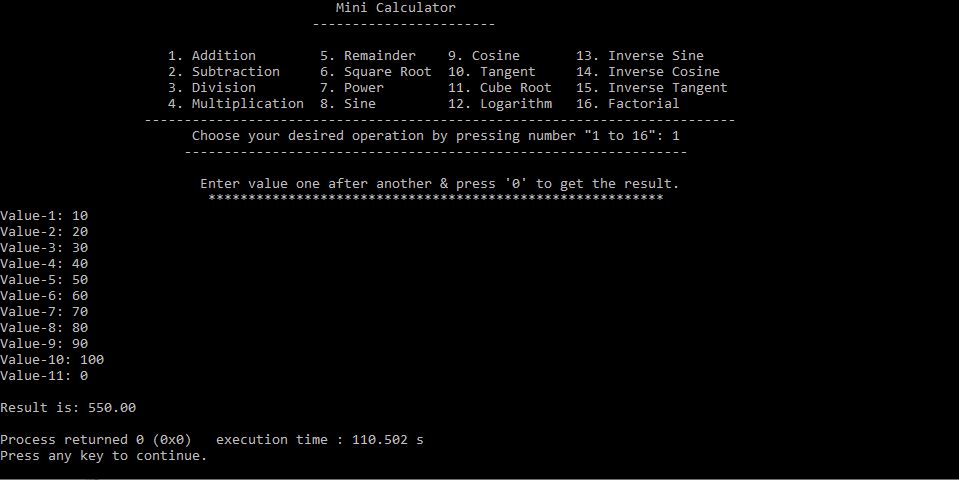 Mini Calculator
-----------------------
1. Addition 5. Remainder 9. Cosine 13. Inverse Sine
2. Subtraction 6. Square Root 10. Tangent 14. Inverse Cosine
3. Division 7. Power 11. Cube Root 15. Inverse Tangent
4. Multiplication 8. Sine 12. Logarithm 16. Factorial
--------------------------------------------------------------------------
Choose your desired operation by pressing number "1 to 16": 1
---------------------------------------------------------------
Enter value one after another & press '0' to get the result.
*********************************************************
Value-1: 10
Value-2: 20
Value-3: 30
Value-4: 40
Value-5: 50
Value-6: 60
Value-7: 70
Value-8: 80
Value-9: 90
Value-10: 100
Value-11: 0
Result is: 550.00
Process returned 0 (0x0) execution time : 110.502 s
Press any key to continue.